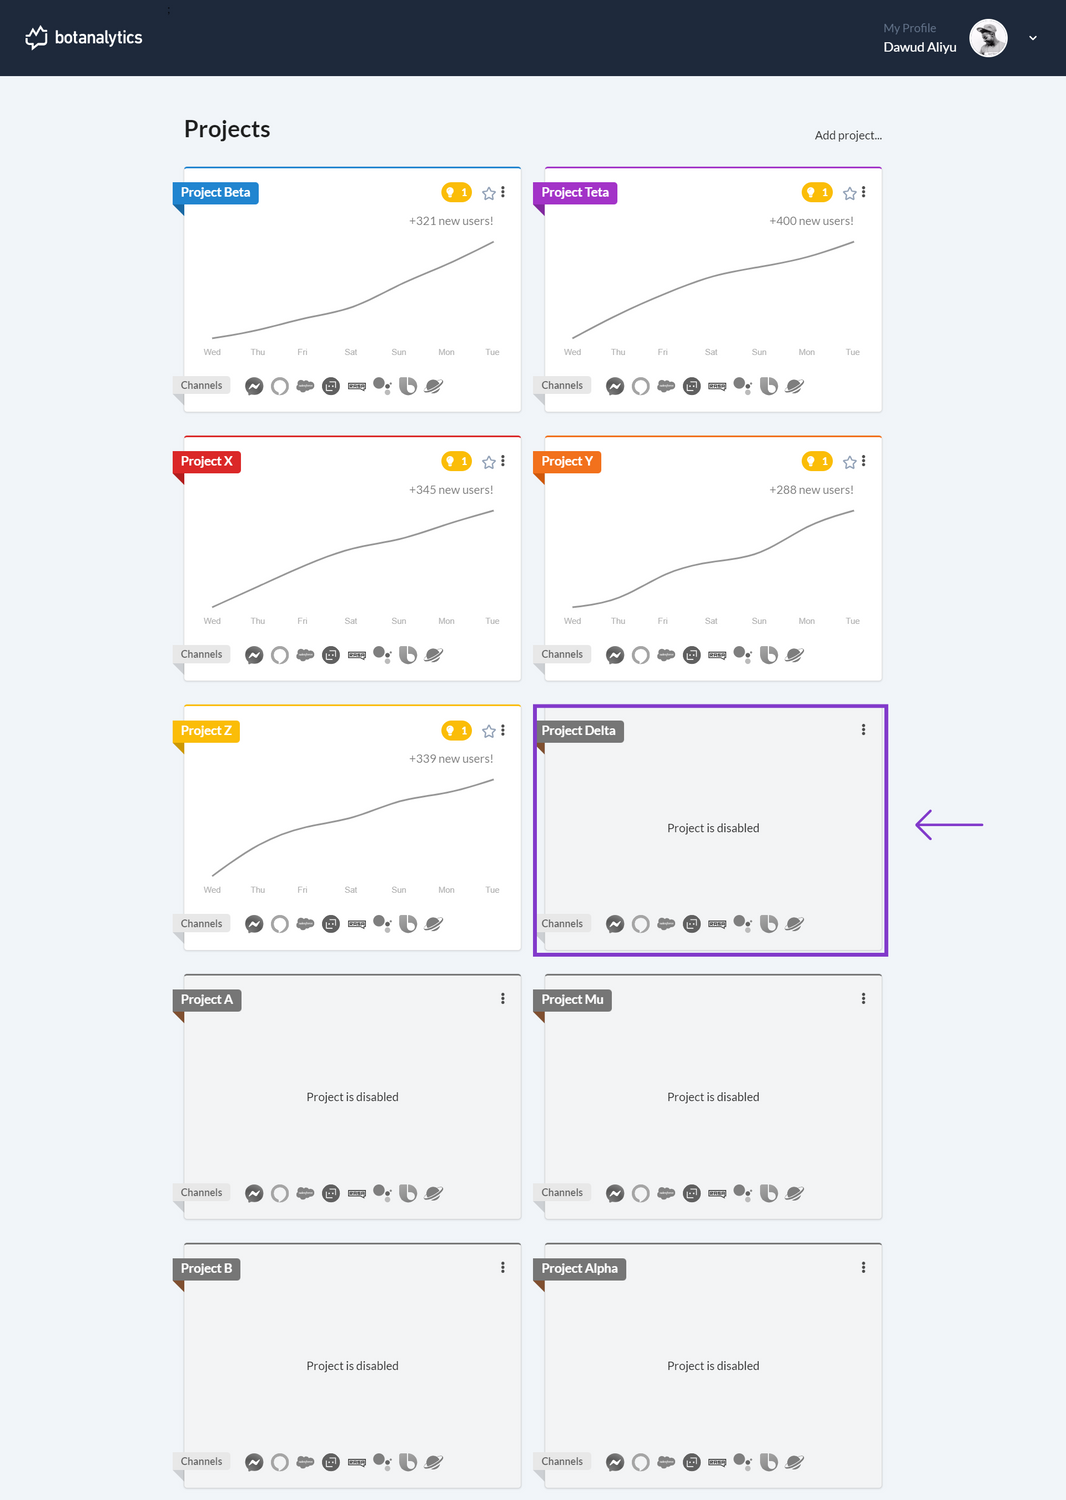 botanalytics
My Profile
Dawud Aliyu
Projects
Add project...
Project Beta
1
+321 new users!
Wed Thu Fri Sat Sun Mon Tue
Channels
Project Teta
1
+400 new users!
Wed Thu Fri Sat Sun Mon Tue
Channels
Project X
1
+345 new users!
Wed Thu Fri Sat Sun Mon Tue
Channels
Project Y
1
+288 new users!
Wed Thu Fri Sat Sun Mon Tue
Channels
Project Z
1
+339 new users!
Wed Thu Fri Sat Sun Mon Tue
Channels
Project Delta
Project is disabled
Channels
Project A
Project is disabled
Channels
Project Mu
Project is disabled
Channels
Project B
Project is disabled
Channels
Project Alpha
Project is disabled
Channels